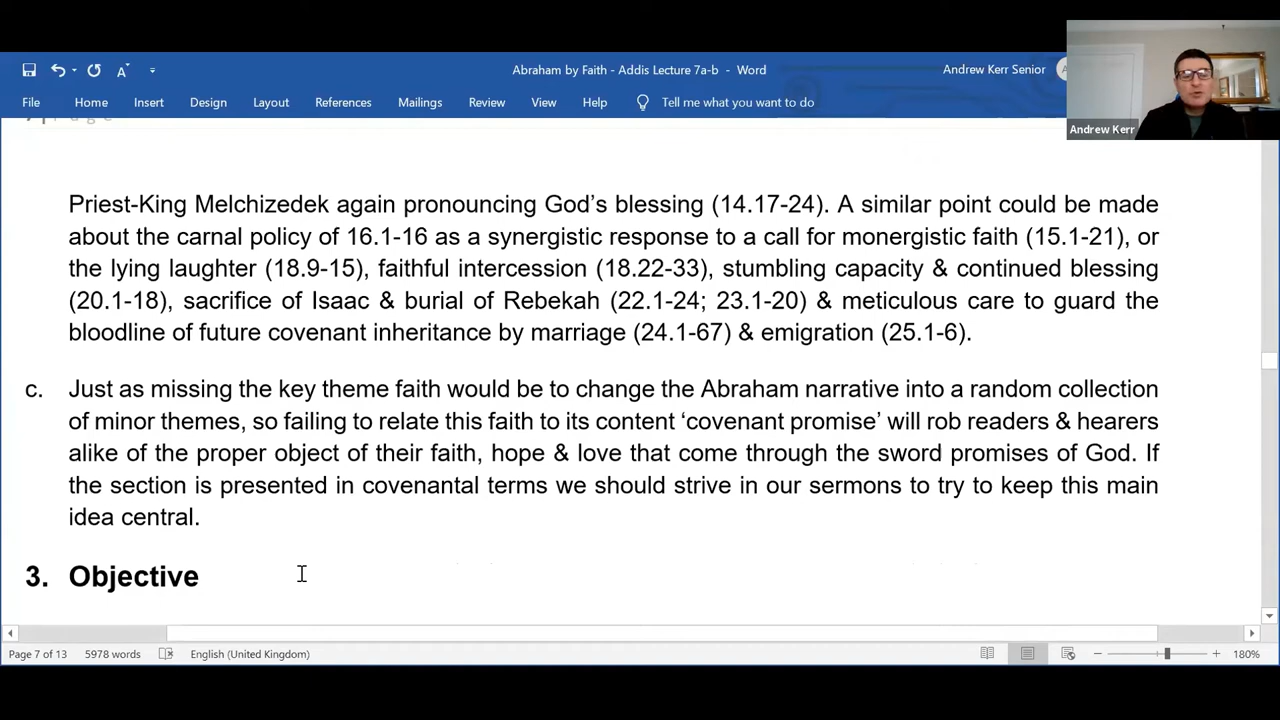 Abraham by Faith - Addis Lecture 7a-b - Word
Andrew Kerr Senior
File Home Insert Design Layout References Mailings Review View Help Tell me what you want to do
Andrew Kerr
Priest-King Melchizedek again pronouncing God’s blessing (14.17-24). A similar point could be made
about the carnal policy of 16.1-16 as a synergistic response to a call for monergistic faith (15.1-21), or
the lying laughter (18.9-15), faithful intercession (18.22-33), stumbling capacity & continued blessing
(20.1-18), sacrifice of Isaac & burial of Rebekah (22.1-24; 23.1-20) & meticulous care to guard the
bloodline of future covenant inheritance by marriage (24.1-67) & emigration (25.1-6).
c. Just as missing the key theme faith would be to change the Abraham narrative into a random collection
of minor themes, so failing to relate this faith to its content ‘covenant promise’ will rob readers & hearers
alike of the proper object of their faith, hope & love that come through the sword promises of God. If
the section is presented in covenantal terms we should strive in our sermons to try to keep this main
idea central.
3. Objective
Page 7 of 13 5978 words English (United Kingdom) 180%